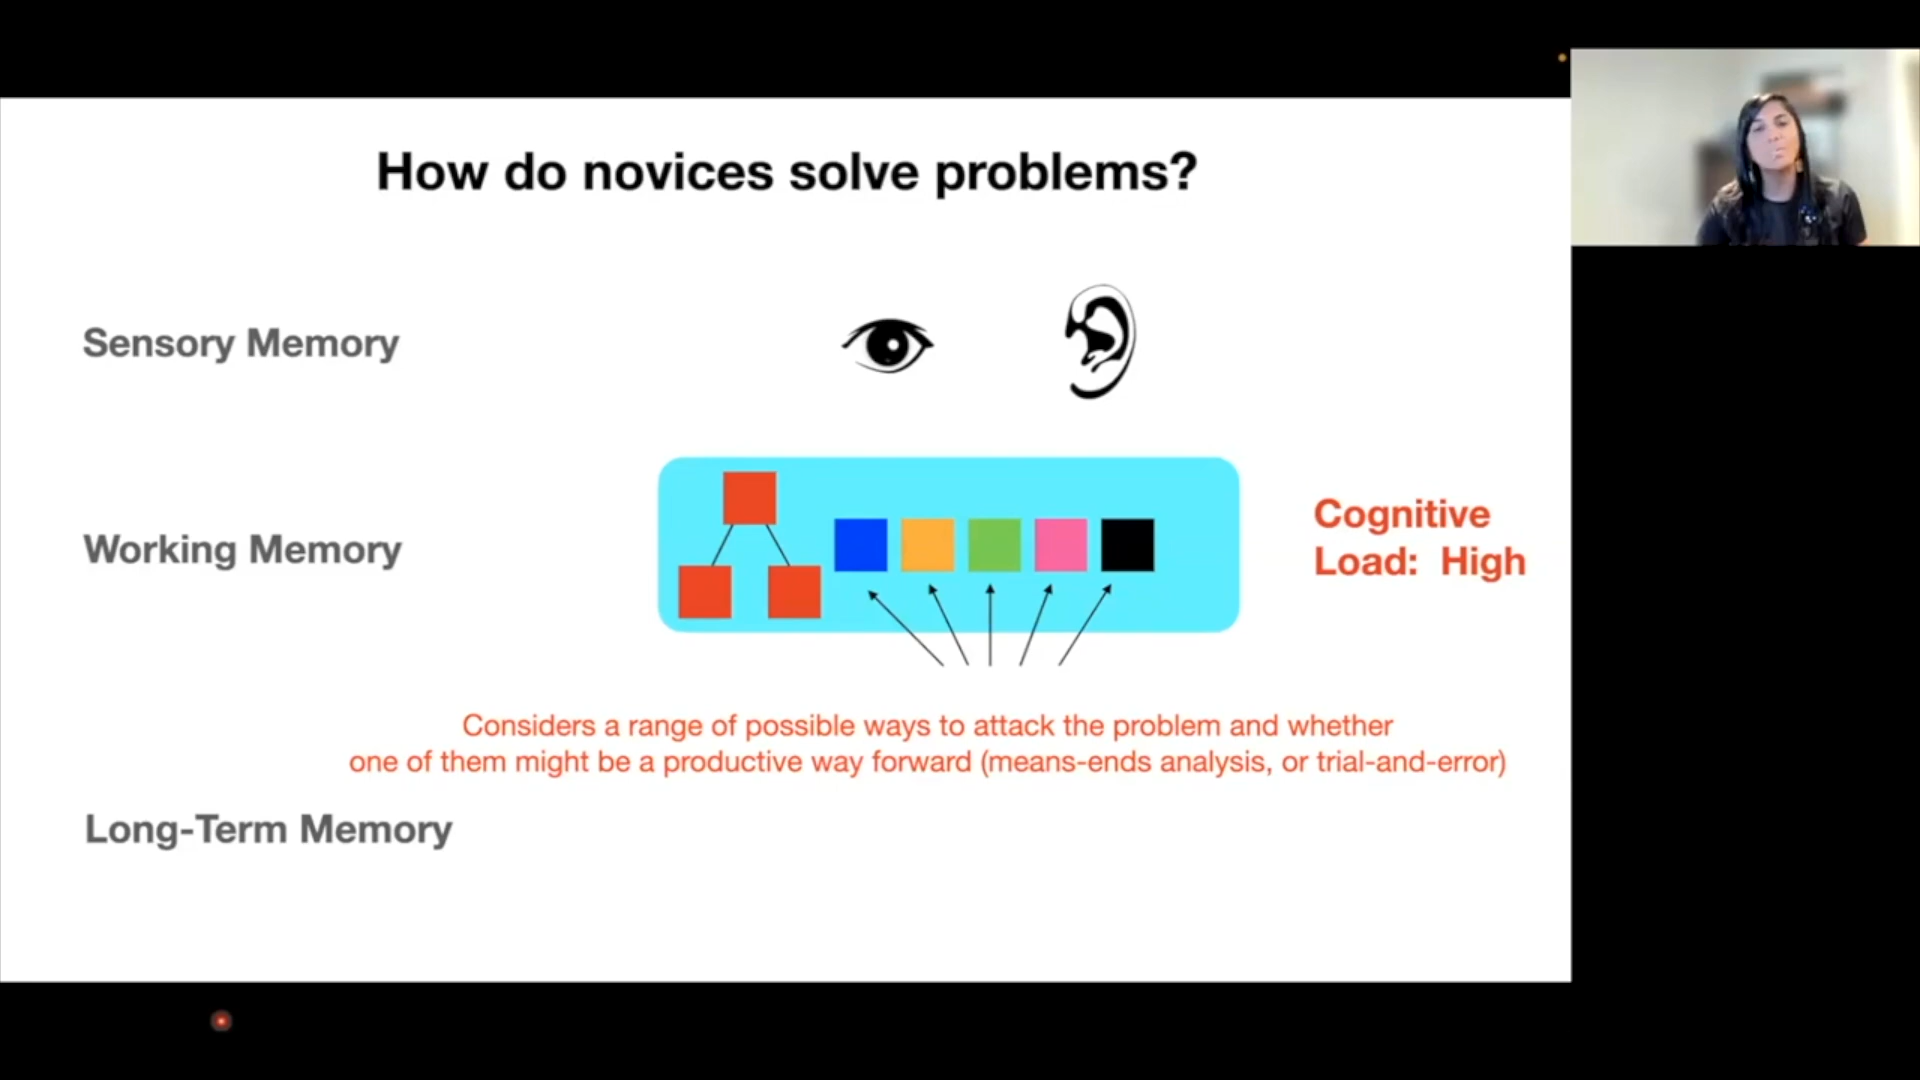 How do novices solve problems?
Sensory Memory
Working Memory
Cognitive
Load: High
Considers a range of possible ways to attack the problem and whether
one of them might be a productive way forward (means-ends analysis, or trial-and-error)
Long-Term Memory